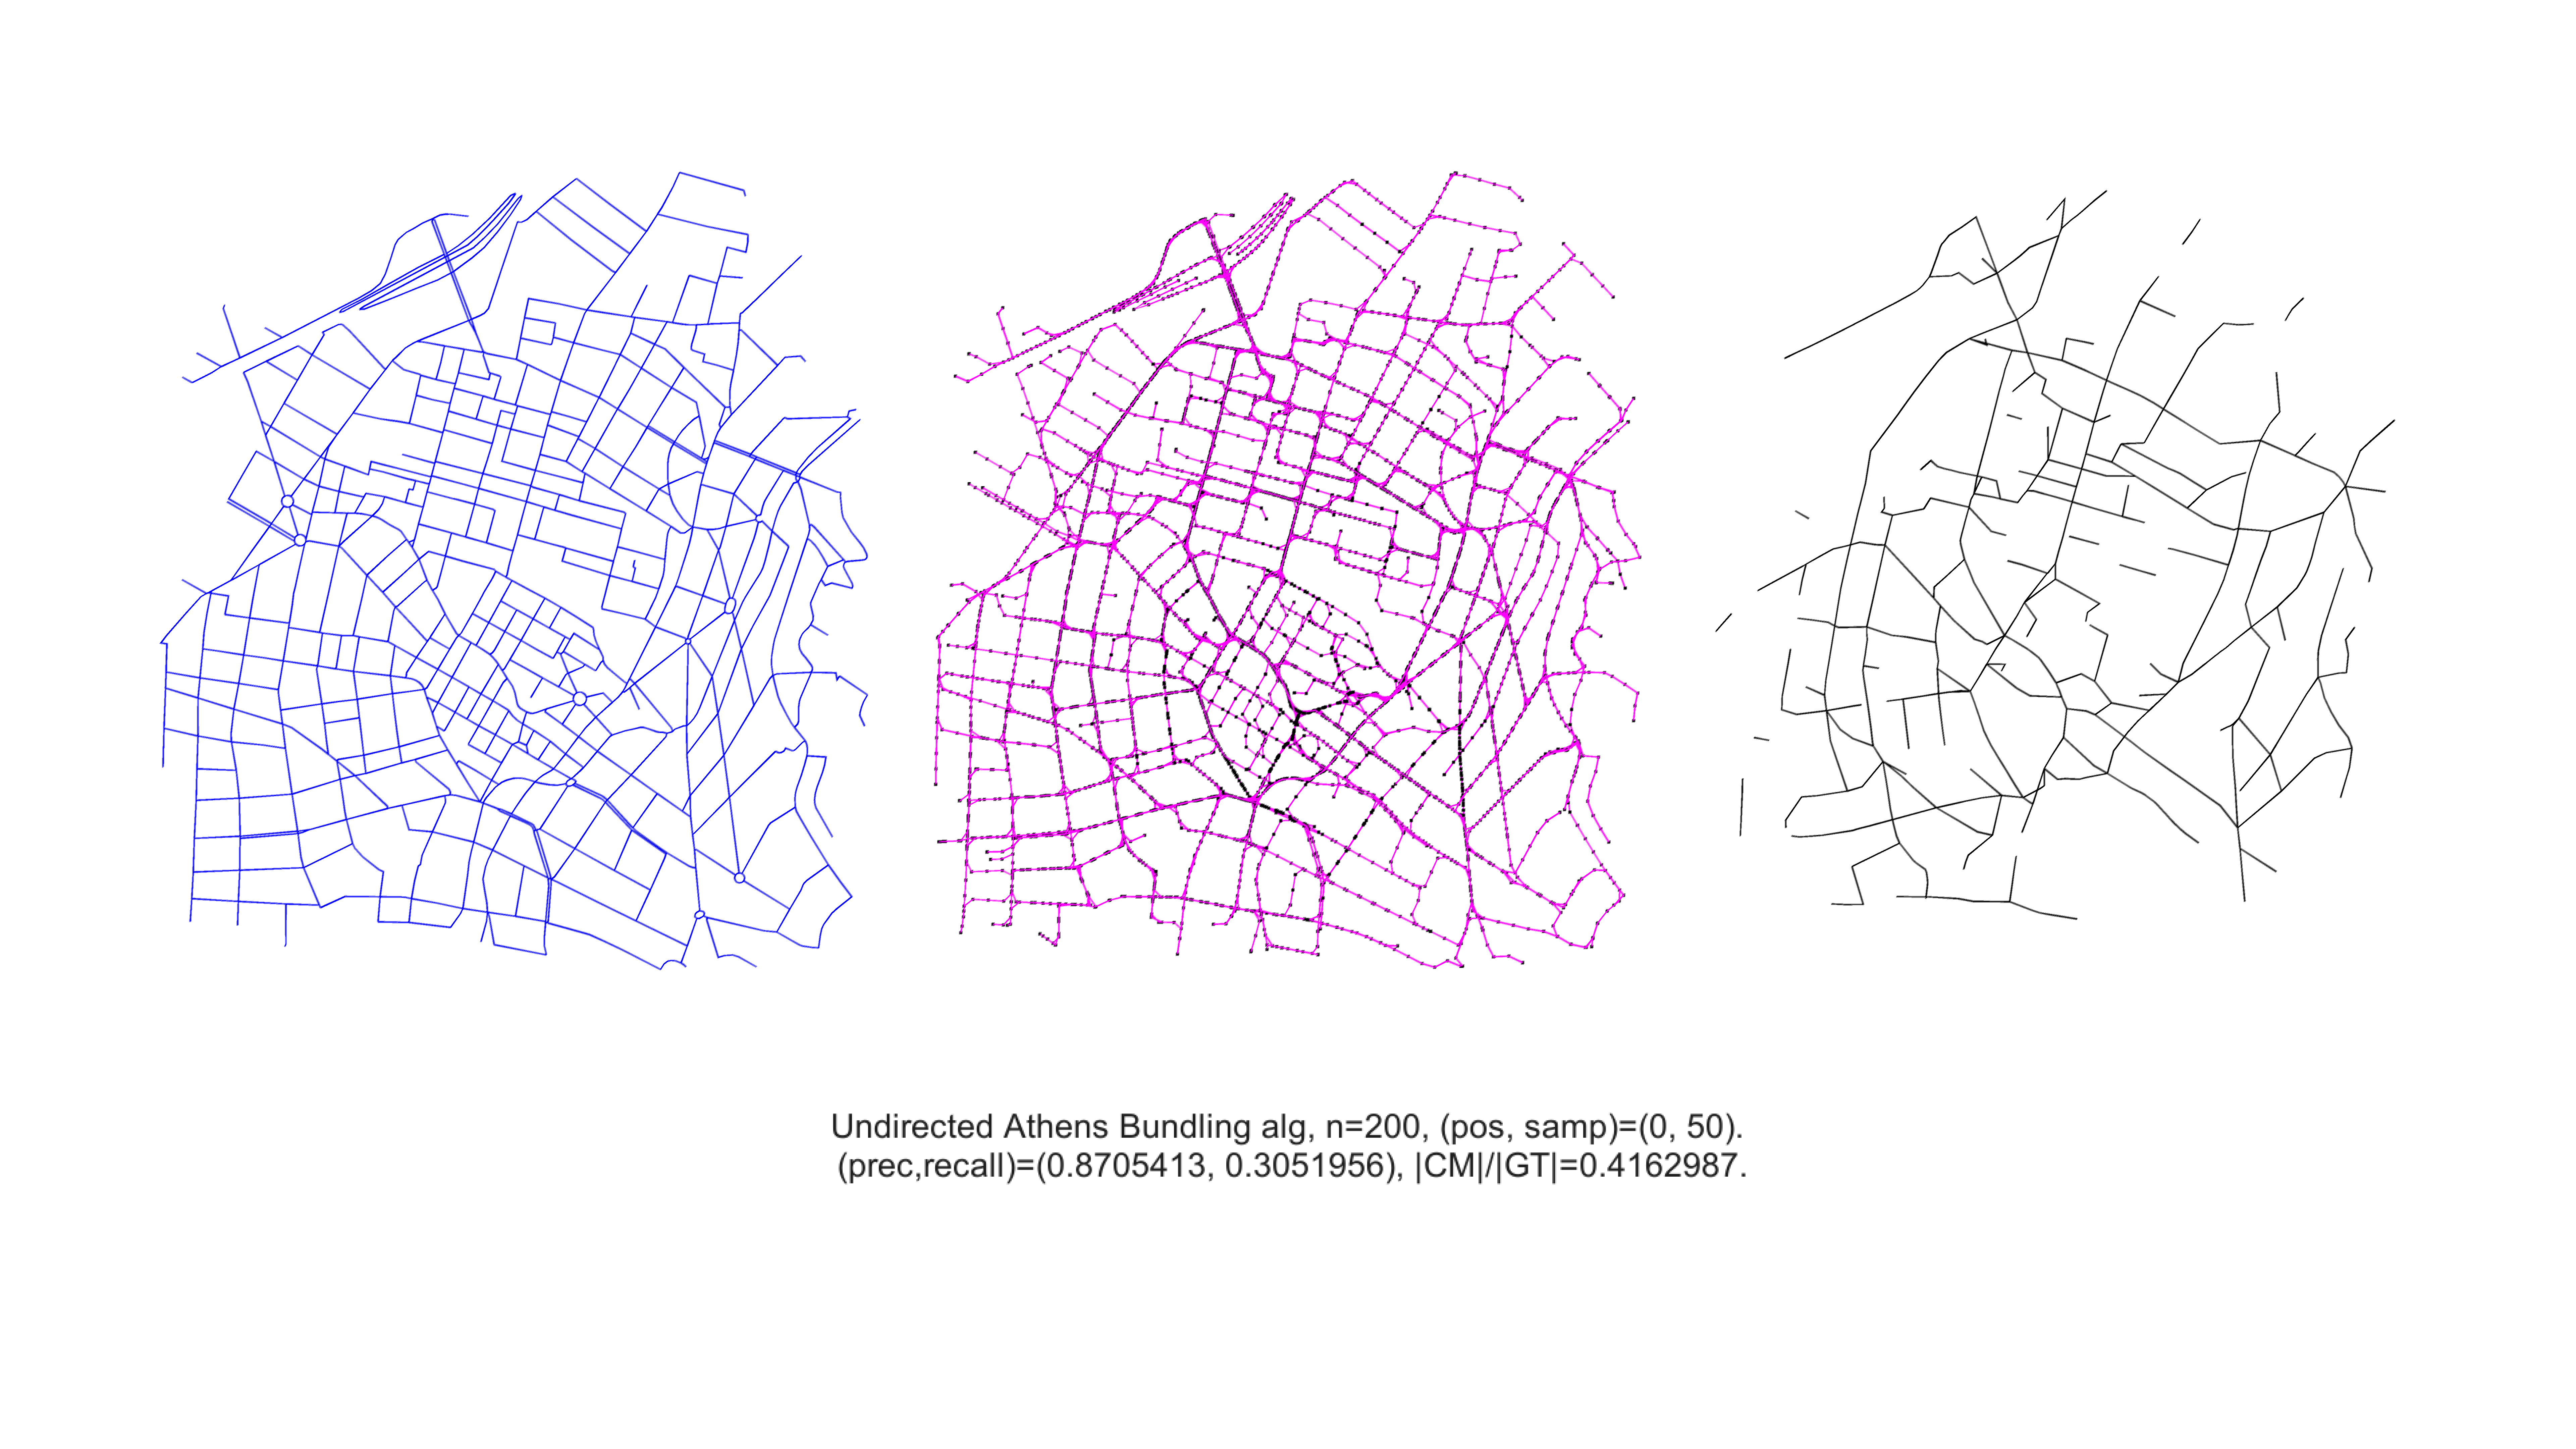 Undirected Athens Bundling alg, n=200, (pos, samp)=(0, 50).
(prec,recall)=(0.8705413, 0.3051956), |CM|/|GT|=0.4162987.